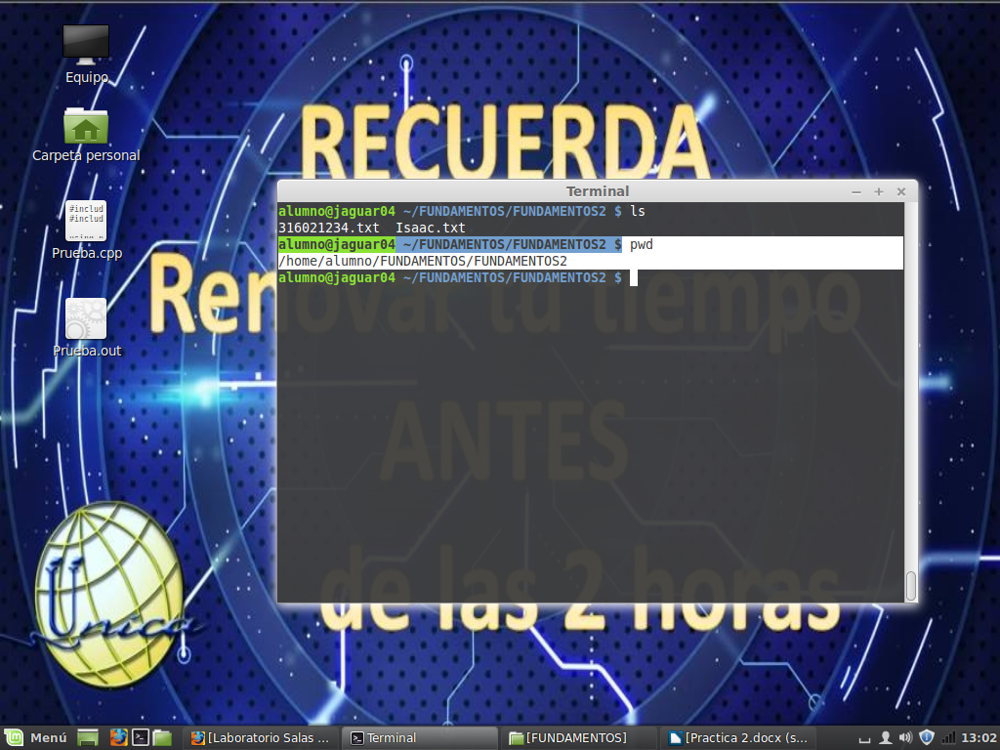 Equipo
Carpeta personal
#includ
#includ
Prueba.cpp
Prueba.out
RECUERDA
Renovar tu tiempo
ANTES
de las 2 horas
Única
Terminal
alumno@jaguar04 ~/FUNDAMENTOS/FUNDAMENTOS2 $ ls
316021234.txt  Isaac.txt
alumno@jaguar04 ~/FUNDAMENTOS/FUNDAMENTOS2 $ pwd
/home/alumno/FUNDAMENTOS/FUNDAMENTOS2
alumno@jaguar04 ~/FUNDAMENTOS/FUNDAMENTOS2 $
Menú [Laboratorio Salas ... Terminal [FUNDAMENTOS] [Practica 2.docx (s... 13:02